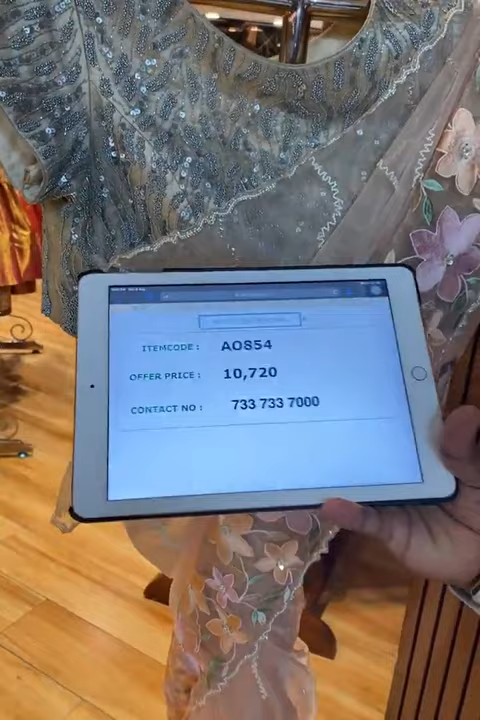 ITEMCODE : AO854
OFFER PRICE : 10,720
CONTACT NO : 733 733 7000